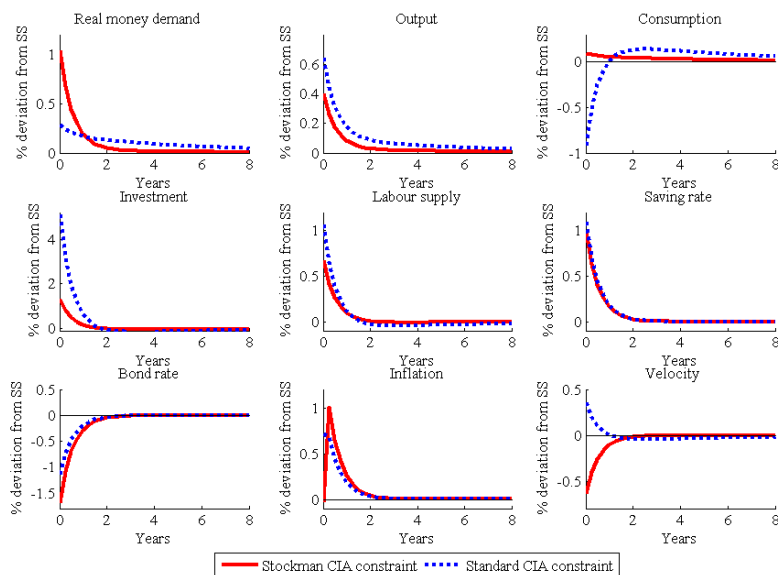 Real money demand
Output
Consumption
% deviation from SS
1
0.5
0
0 2 4 6 8
Years
% deviation from SS
0.6
0.4
0.2
0
0 2 4 6 8
Years
% deviation from SS
0
-0.5
-1
0 2 4 6 8
Years
Investment
Labour supply
Saving rate
% deviation from SS
4
2
0
0 2 4 6 8
Years
% deviation from SS
1
0.5
0
0 2 4 6 8
Years
% deviation from SS
1
0.5
0
0 2 4 6 8
Years
Bond rate
Inflation
Velocity
% deviation from SS
0.5
0
-0.5
-1
-1.5
0 2 4 6 8
Years
% deviation from SS
1
0.5
0
0 2 4 6 8
Years
% deviation from SS
0.5
0
-0.5
0 2 4 6 8
Years
Stockman CIA constraint
Standard CIA constraint